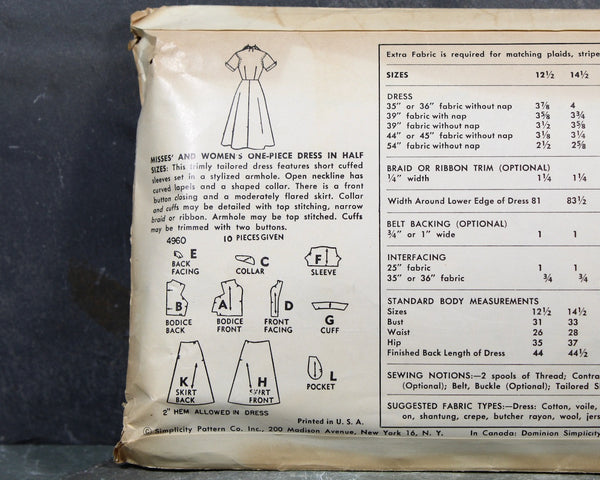 MISSES' AND WOMEN'S ONE-PIECE DRESS IN HALF
SIZES: This trimly tailored dress features short cuffed
sleeves set in a stylized armhole. Open neckline has
curved lapels and a shaped collar. There is a front
button closing and a moderately flared skirt. Collar
and cuffs may be detailed with top stitching, narrow
braid or ribbon. Armhole may be top stitched. Cuffs
may be trimmed with two buttons.
4960 10 PIECES GIVEN
E
BACK
FACING
C
COLLAR
F
SLEEVE
B
BODICE
BACK
A
BODICE
FRONT
D
FRONT
FACING
G
CUFF
K
SKIRT
BACK
H
SKIRT
FRONT
L
POCKET
2" HEM ALLOWED IN DRESS
Printed in U. S. A.
© Simplicity Pattern Co. Inc., 200 Madison Avenue, New York 16, N. Y. In Canada: Dominion Simplicity
Extra Fabric is required for matching plaids, stripe
SIZES 12½ 14½
DRESS
35" or 36" fabric without nap 3⅞ 4
39" fabric with nap 3⅝ 3¾
39" fabric without nap 3½ 3⅝
44" or 45" fabric without nap 3⅛ 3¼
54" fabric without nap 2½ 2⅝
BRAID OR RIBBON TRIM (OPTIONAL)
¼" width 1¼ 1¼
Width Around Lower Edge of Dress 81 83½
BELT BACKING (OPTIONAL)
¾" or 1" wide 1 1
INTERFACING
25" fabric 1 1
35" or 36" fabric ¾ ¾
STANDARD BODY MEASUREMENTS
Sizes 12½ 14½
Bust 31 33
Waist 26 28
Hip 35 37
Finished Back Length of Dress 44 44½
SEWING NOTIONS:—2 spools of Thread; Contra
(Optional); Belt, Buckle (Optional); Tailored S
SUGGESTED FABRIC TYPES:—Dress: Cotton, voile,
on, shantung, crepe, butcher rayon, wool, jers